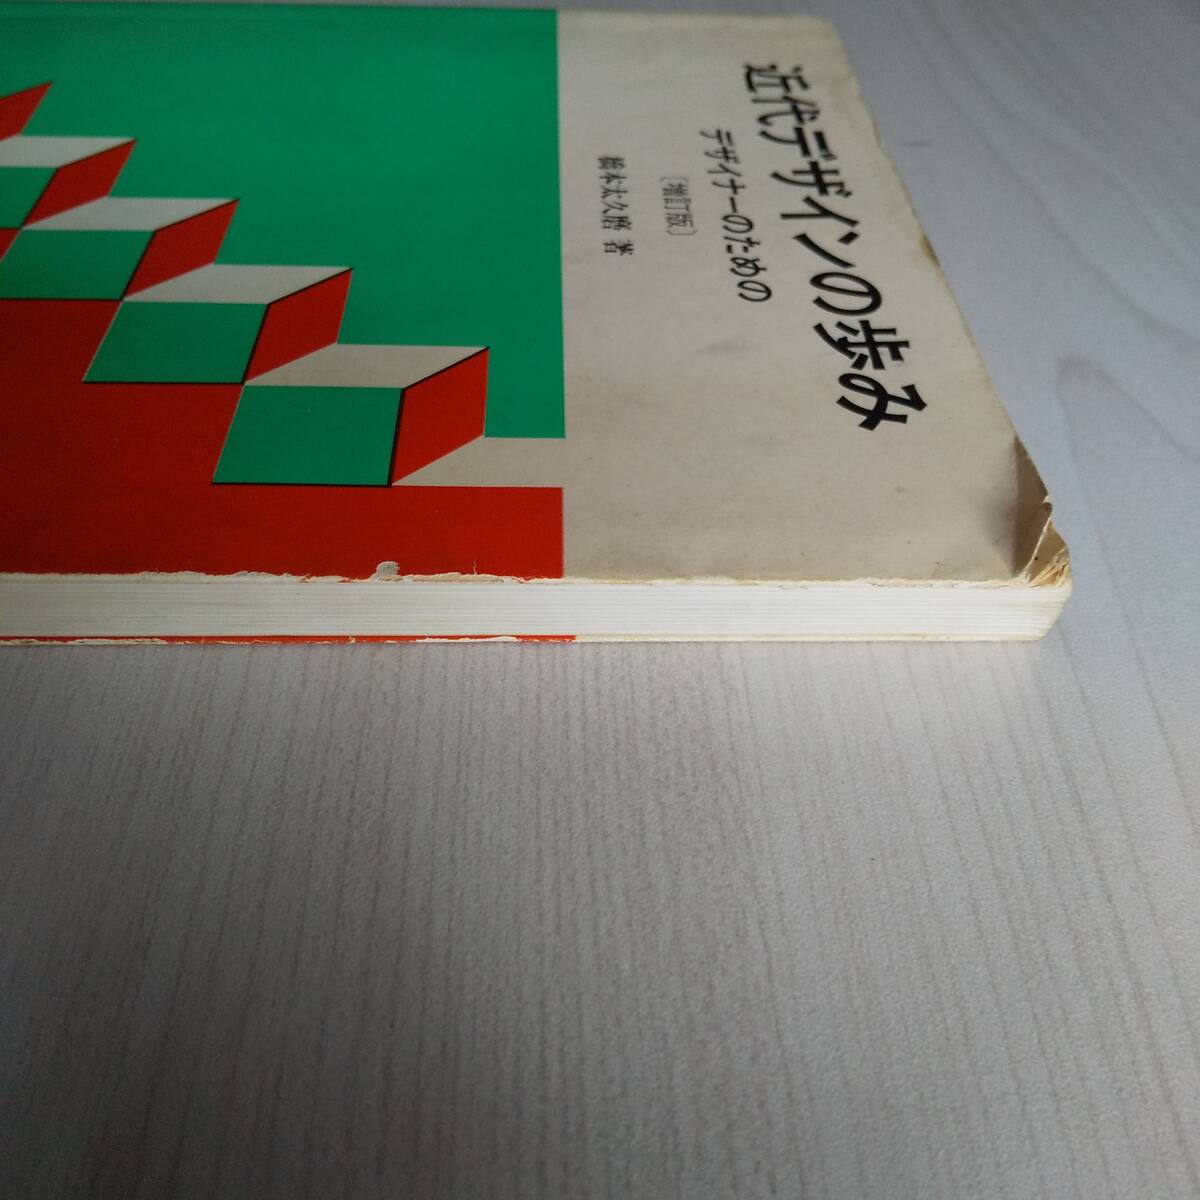 近代デザインの歩み
デザイナーのための
〔増訂版〕
橋本太久磨 著